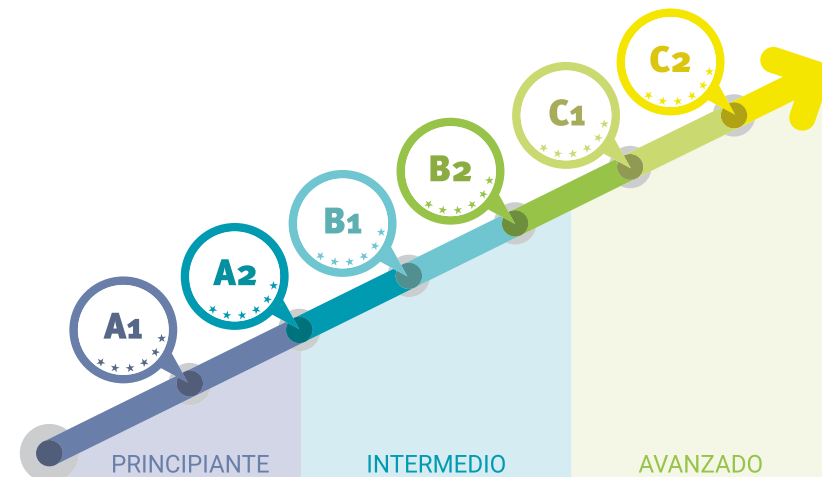 C2
C1
B2
B1
A2
A1
PRINCIPIANTE
INTERMEDIO
AVANZADO